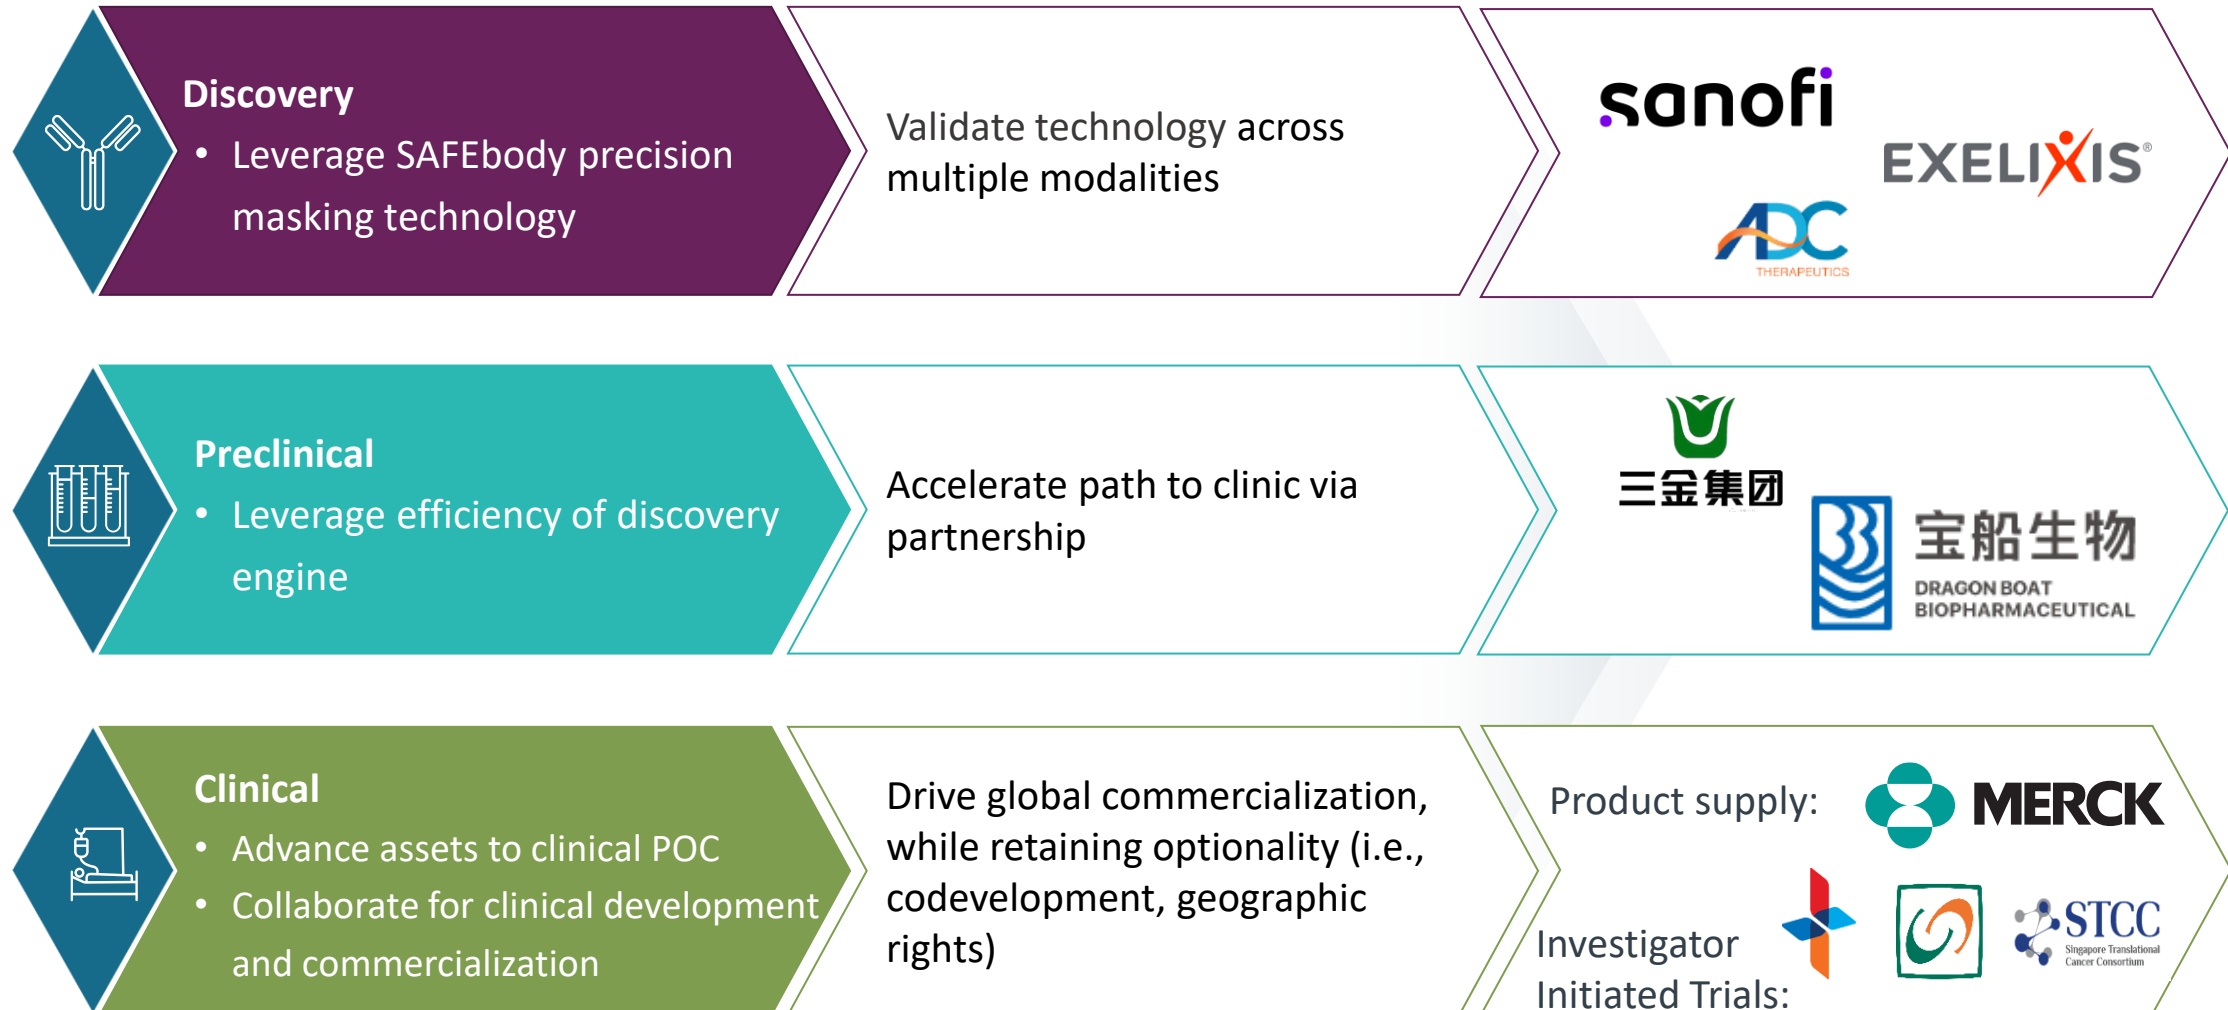 Discovery
• Leverage SAFEbody precision
masking technology
Validate technology across
multiple modalities
sanofi
EXELIXIS®
ADC
THERAPEUTICS
Preclinical
• Leverage efficiency of discovery
engine
Accelerate path to clinic via
partnership
三金集团
宝船生物
DRAGON BOAT
BIOPHARMACEUTICAL
Clinical
• Advance assets to clinical POC
• Collaborate for clinical development
and commercialization
Drive global commercialization,
while retaining optionality (i.e.,
codevelopment, geographic
rights)
Product supply:
MERCK
Investigator
Initiated Trials:
STCC
Singapore Translational
Cancer Consortium